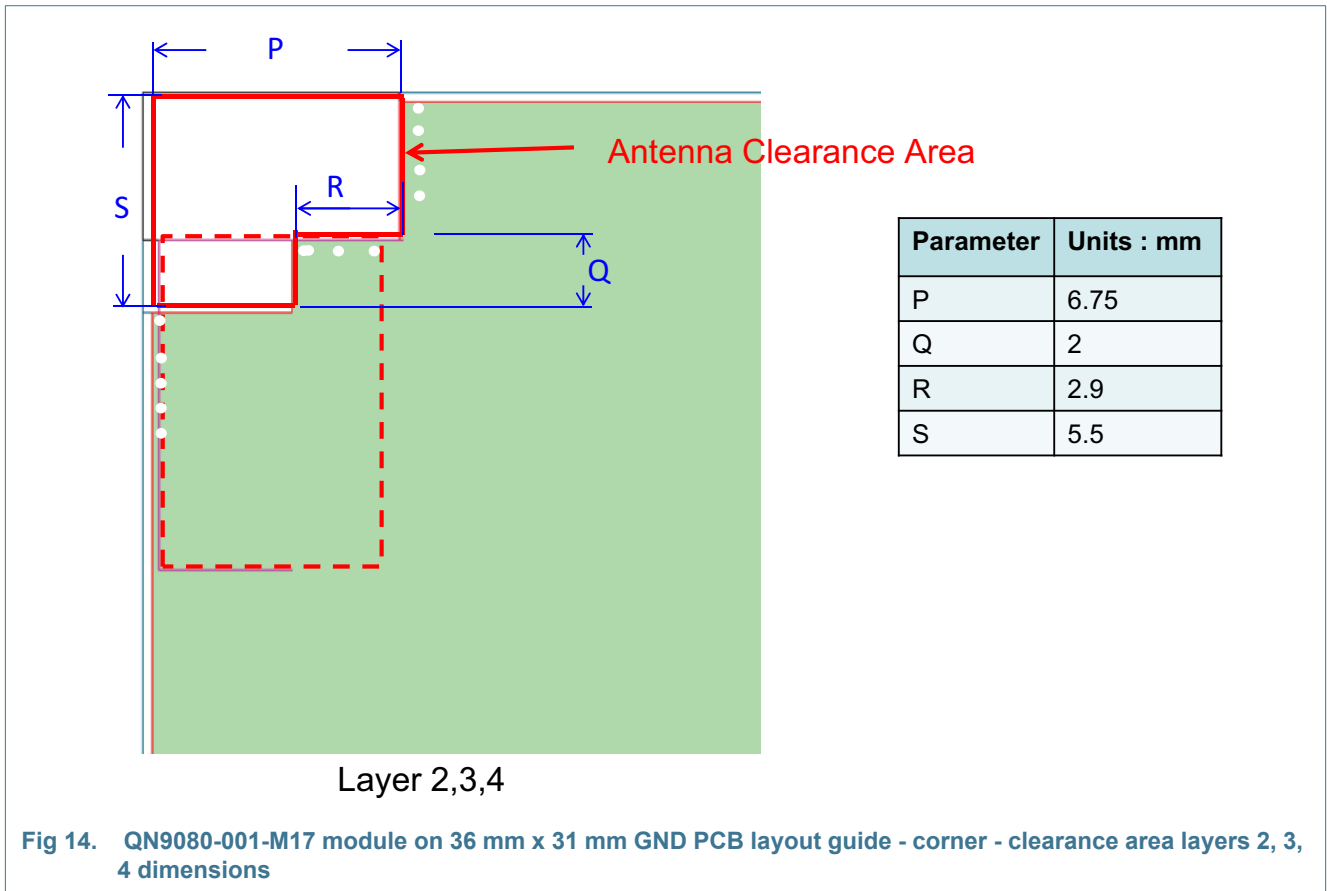 P
S
R
Antenna Clearance Area
Q
Parameter Units : mm
P 6.75
Q 2
R 2.9
S 5.5
Layer 2,3,4
Fig 14. QN9080-001-M17 module on 36 mm x 31 mm GND PCB layout guide - corner - clearance area layers 2, 3,
4 dimensions